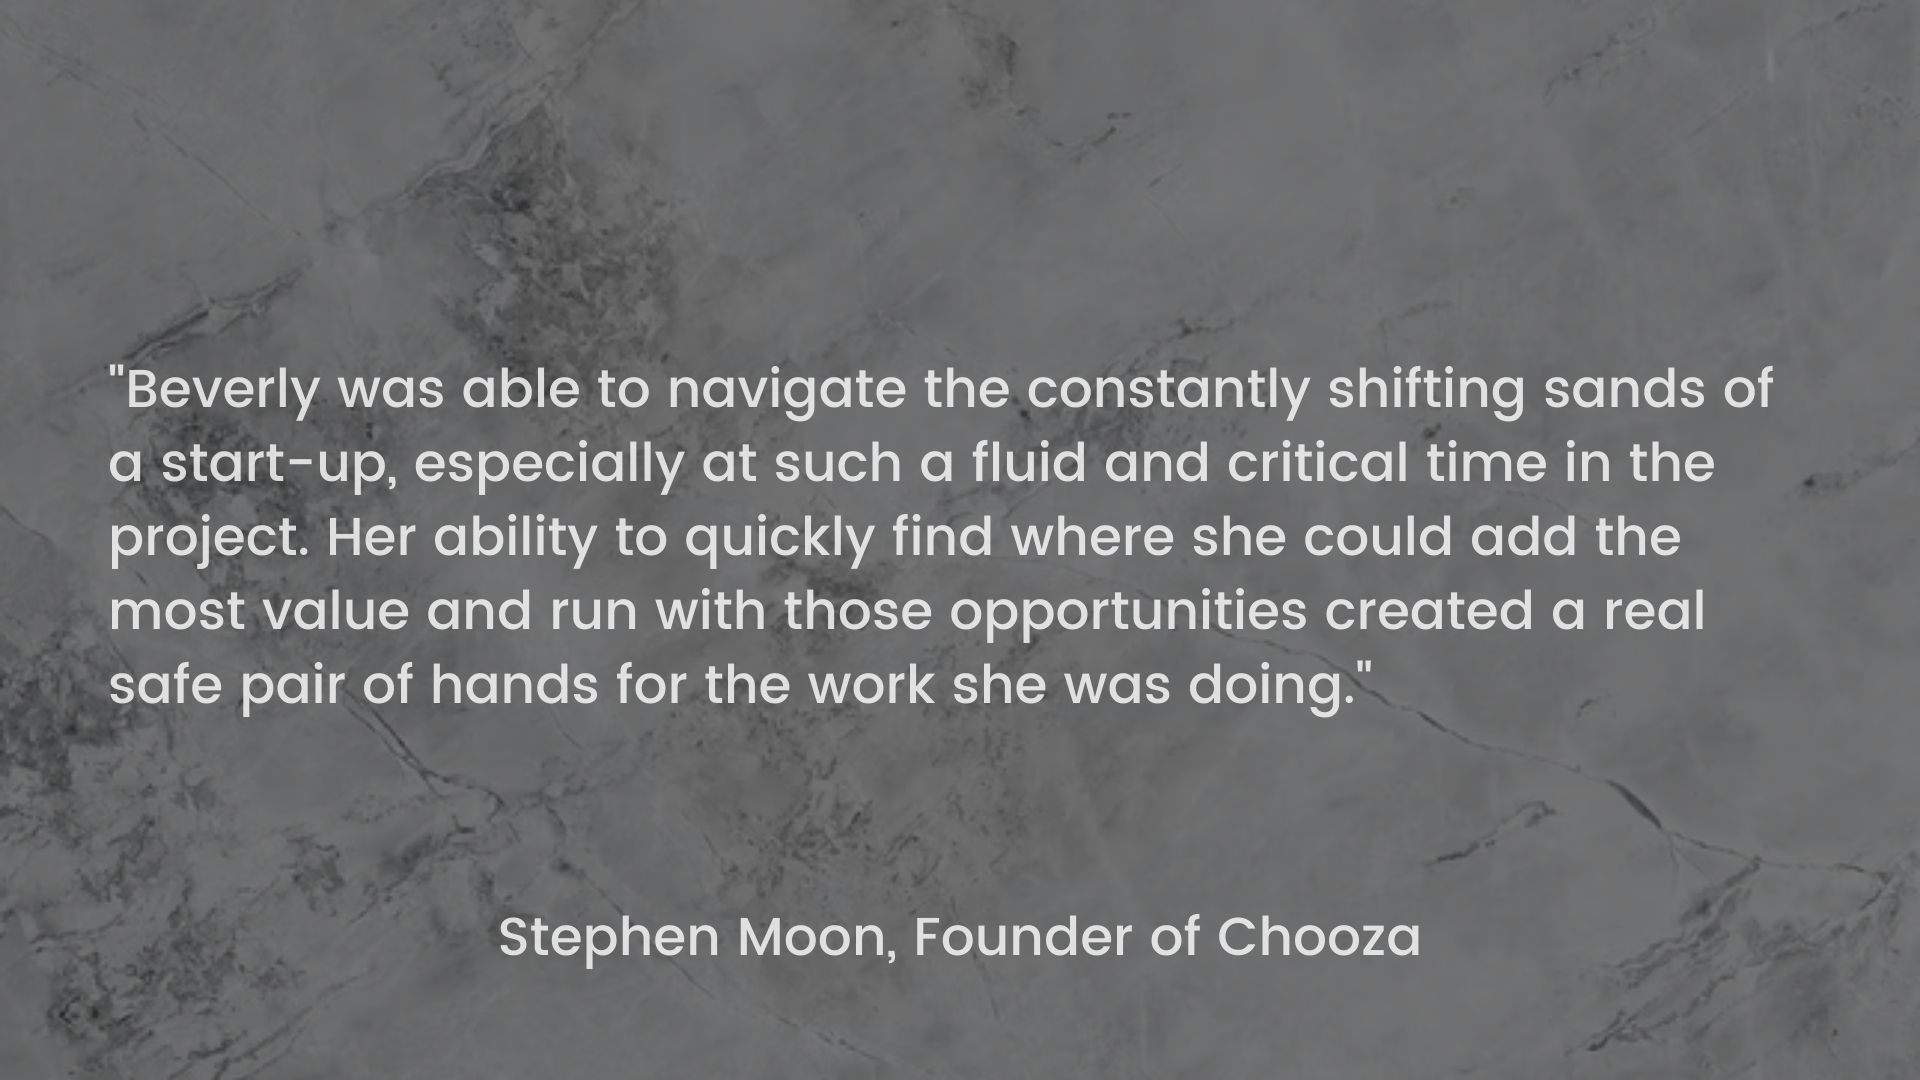 "Beverly was able to navigate the constantly shifting sands of
a start-up, especially at such a fluid and critical time in the
project. Her ability to quickly find where she could add the
most value and run with those opportunities created a real
safe pair of hands for the work she was doing."
Stephen Moon, Founder of Chooza